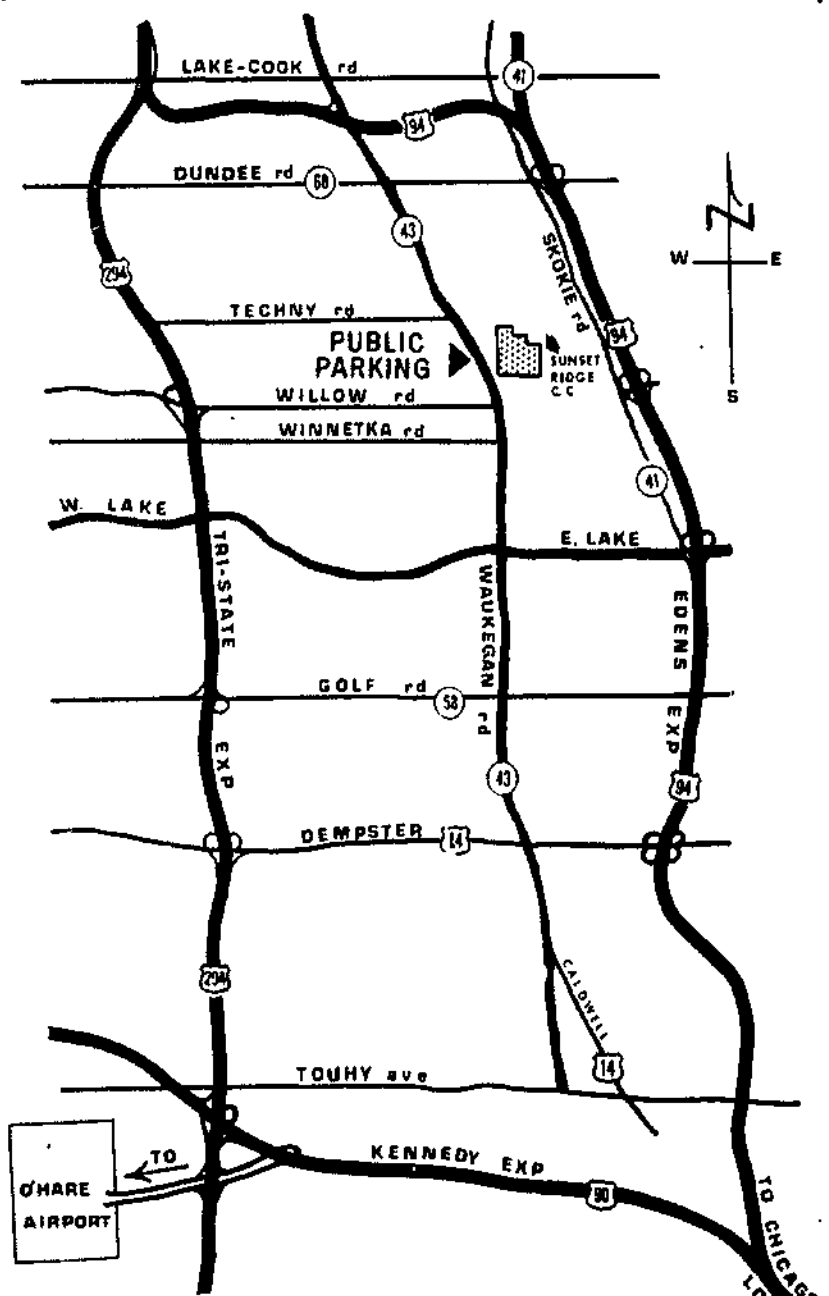 LAKE-COOK rd
41
94
DUNDEE rd 68
43
N
W E
S
294
SKOKIE rd
TECHNY rd
94
PUBLIC
PARKING
SUNSET
RIDGE
C C
WILLOW rd
WINNETKA rd
41
W. LAKE
E. LAKE
TRI-STATE EXP
WAUKEGAN rd
EDENS EXP
GOLF rd
58
43
94
DEMPSTER 14
294
CALDWELL
14
TOUHY ave
TO
O'HARE
AIRPORT
KENNEDY EXP
90
TO CHICAGO